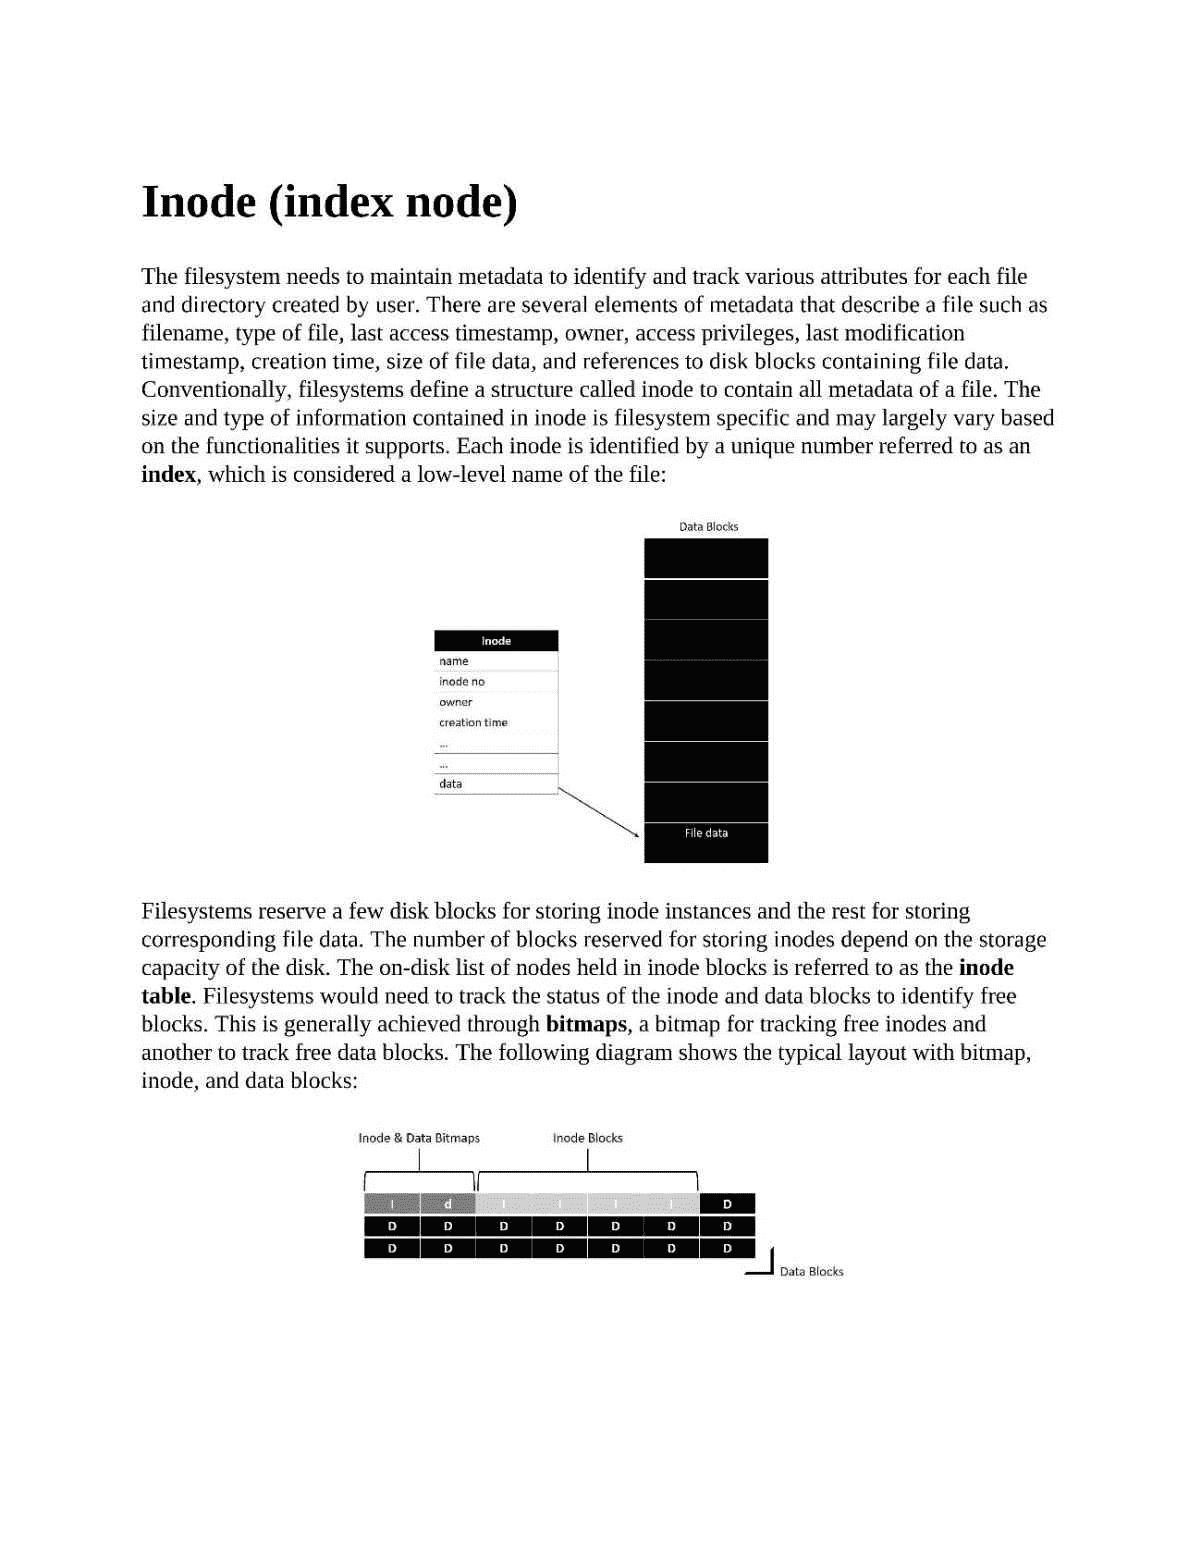 Inode (index node)
The filesystem needs to maintain metadata to identify and track various attributes for each file
and directory created by user. There are several elements of metadata that describe a file such as
filename, type of file, last access timestamp, owner, access privileges, last modification
timestamp, creation time, size of file data, and references to disk blocks containing file data.
Conventionally, filesystems define a structure called inode to contain all metadata of a file. The
size and type of information contained in inode is filesystem specific and may largely vary based
on the functionalities it supports. Each inode is identified by a unique number referred to as an
index, which is considered a low-level name of the file:
Data Blocks
Inode
name
inode no
owner
creation time
...
...
data
File data
Filesystems reserve a few disk blocks for storing inode instances and the rest for storing
corresponding file data. The number of blocks reserved for storing inodes depend on the storage
capacity of the disk. The on-disk list of nodes held in inode blocks is referred to as the inode
table. Filesystems would need to track the status of the inode and data blocks to identify free
blocks. This is generally achieved through bitmaps, a bitmap for tracking free inodes and
another to track free data blocks. The following diagram shows the typical layout with bitmap,
inode, and data blocks:
Inode & Data Bitmaps Inode Blocks
I d I I I I D
D D D D D D D
D D D D D D D
Data Blocks